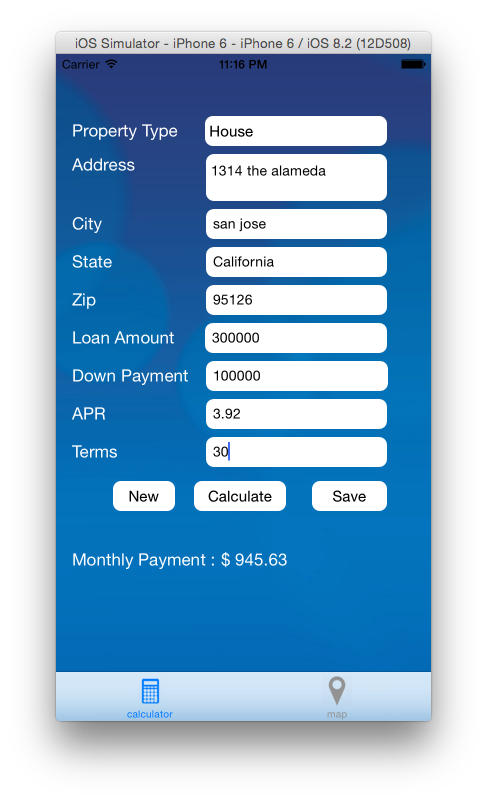 iOS Simulator - iPhone 6 - iPhone 6 / iOS 8.2 (12D508)
Carrier 11:16 PM
Property Type House
Address 1314 the alameda
City san jose
State California
Zip 95126
Loan Amount 300000
Down Payment 100000
APR 3.92
Terms 30
New Calculate Save
Monthly Payment : $ 945.63
calculator map